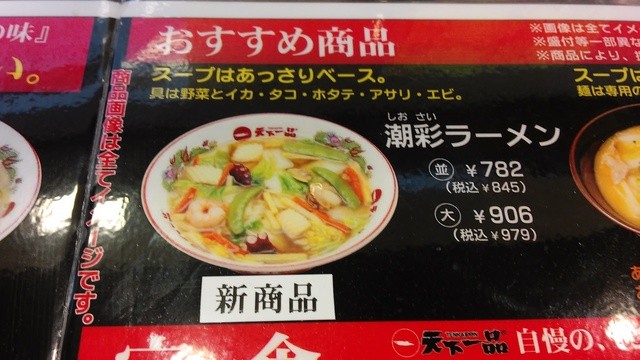 の味』
い。
おすすめ商品
※画像は全てイメー
※盛付等一部異な
※商品により、
スープはあっさりベース。
具は野菜とイカ・タコ・ホタテ・アサリ・エビ。
商品画像は全てイメージです。
天下一品
しお さい
潮彩ラーメン
並 ¥782
(税込¥845)
大 ¥906
(税込¥979)
新商品
スープは
麺は専用の
天下一品 自慢の、